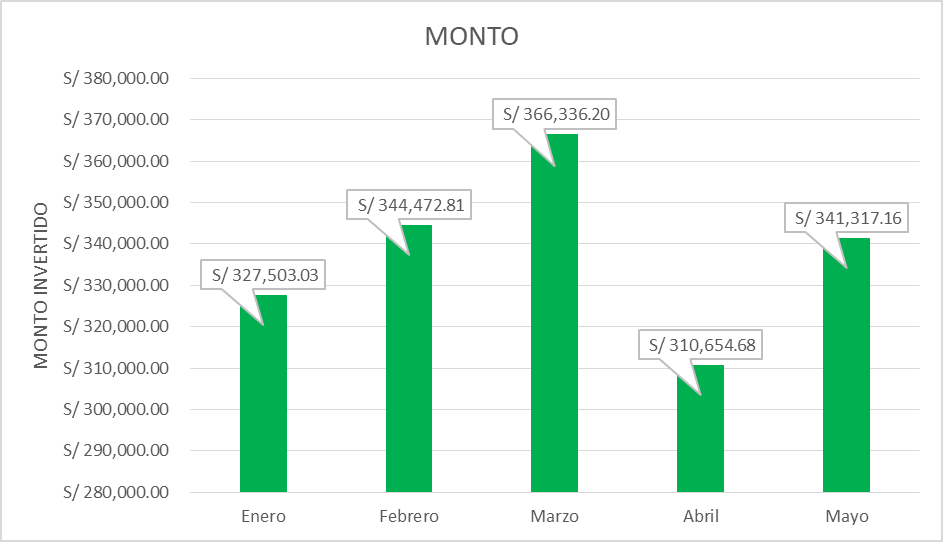 MONTO
MONTO INVERTIDO
S/ 380,000.00
S/ 370,000.00
S/ 360,000.00
S/ 350,000.00
S/ 340,000.00
S/ 330,000.00
S/ 320,000.00
S/ 310,000.00
S/ 300,000.00
S/ 290,000.00
S/ 280,000.00
S/ 327,503.03
S/ 344,472.81
S/ 366,336.20
S/ 310,654.68
S/ 341,317.16
Enero
Febrero
Marzo
Abril
Mayo